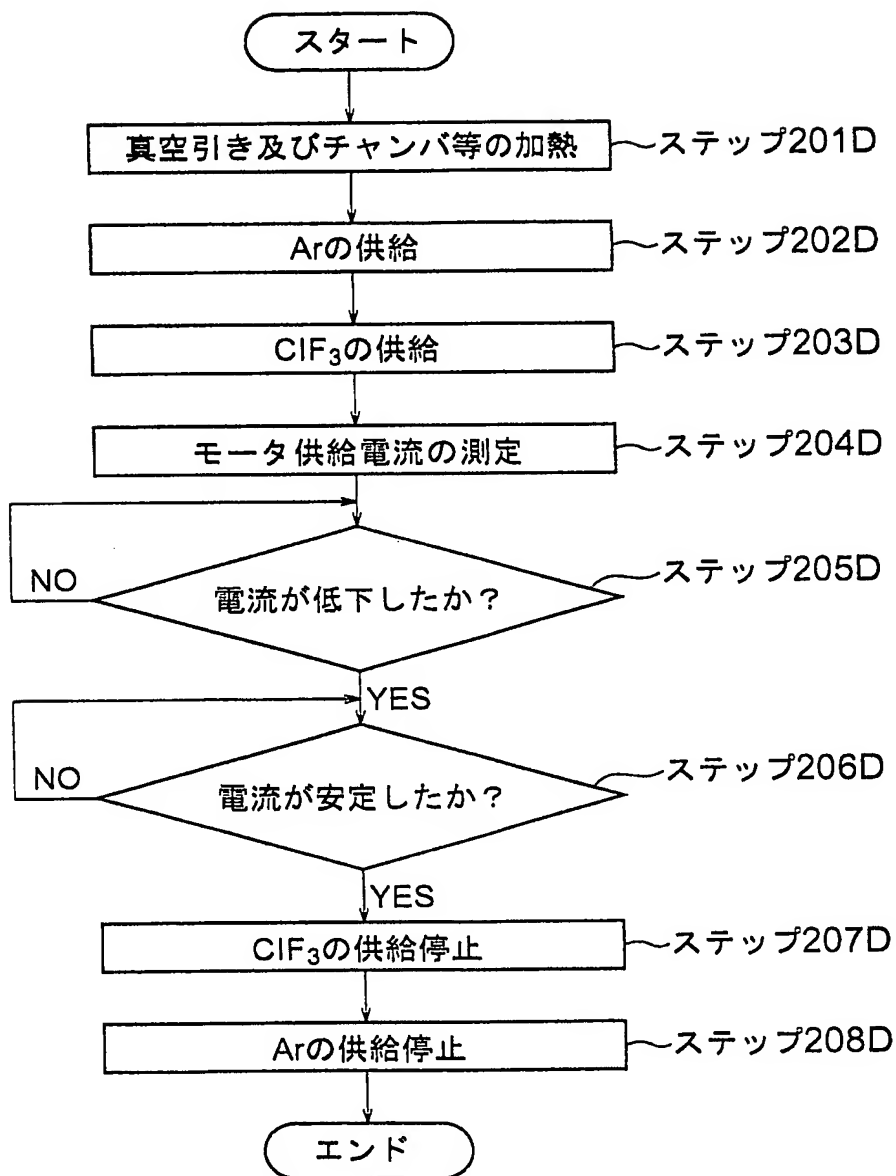 スタート
真空引き及びチャンバ等の加熱 ステップ201D
Arの供給 ステップ202D
ClF₃の供給 ステップ203D
モータ供給電流の測定 ステップ204D
電流が低下したか？ ステップ205D
NO
YES
電流が安定したか？ ステップ206D
NO
YES
ClF₃の供給停止 ステップ207D
Arの供給停止 ステップ208D
エンド